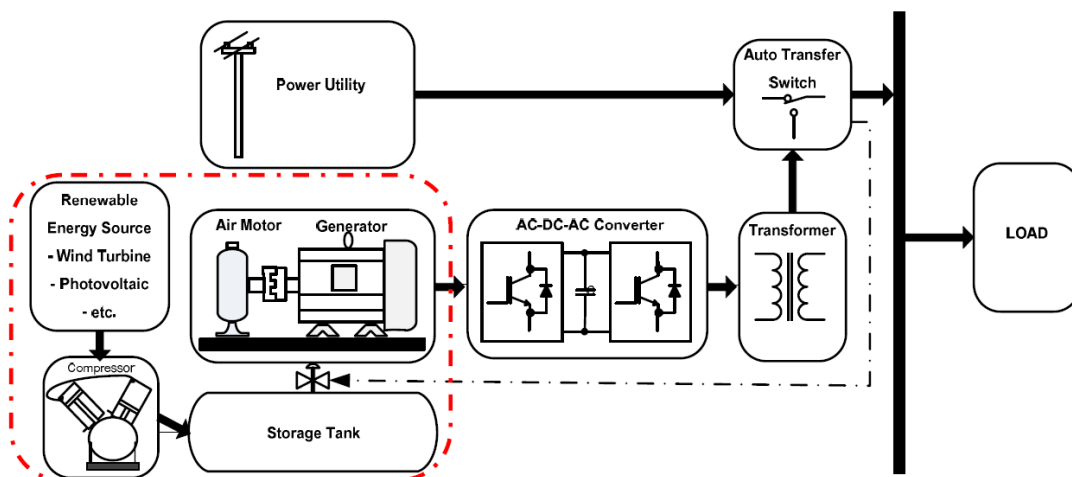 Power Utility
Auto Transfer
Switch
Renewable
Energy Source
- Wind Turbine
- Photovoltaic
- etc.
Air Motor
Generator
AC-DC-AC Converter
Transformer
LOAD
Compressor
Storage Tank